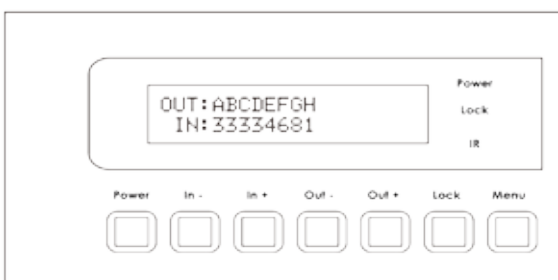 OUT:ABCDEFGH
IN:33334681
Power
Lock
IR
Power In - In + Out - Out + Lock Menu